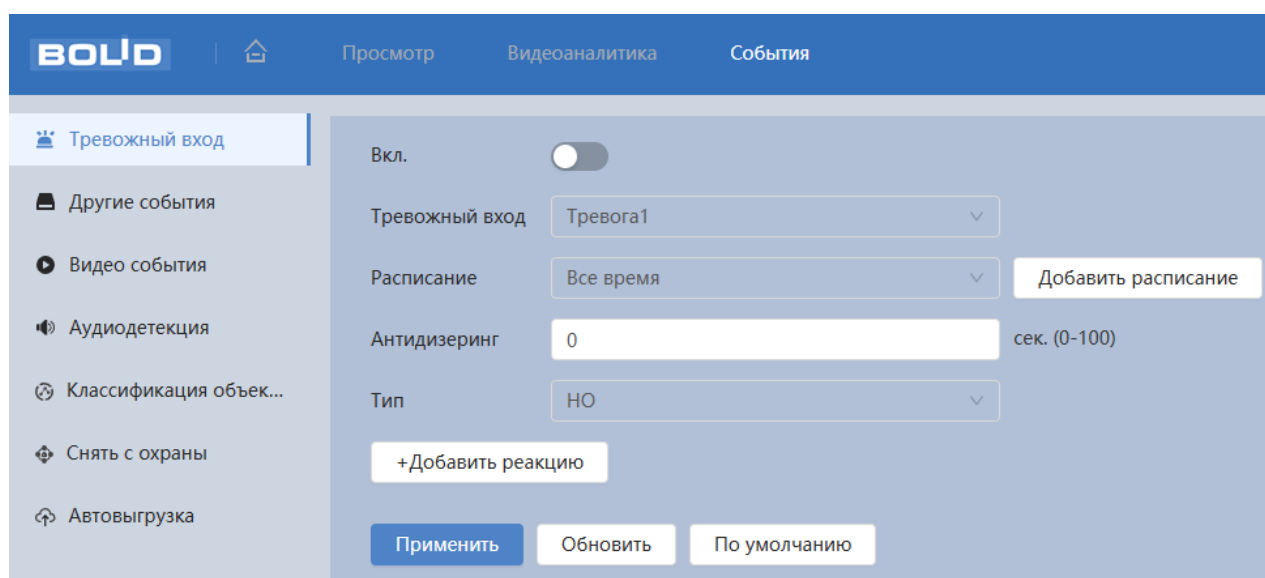 BOLID
Просмотр Видеоаналитика События
Тревожный вход
Другие события
Видео события
Аудиодетекция
Классификация объек...
Снять с охраны
Автовыгрузка
Вкл.
Тревожный вход Тревога1
Расписание Все время Добавить расписание
Антидизеринг 0 сек. (0-100)
Тип НО
+Добавить реакцию
Применить Обновить По умолчанию